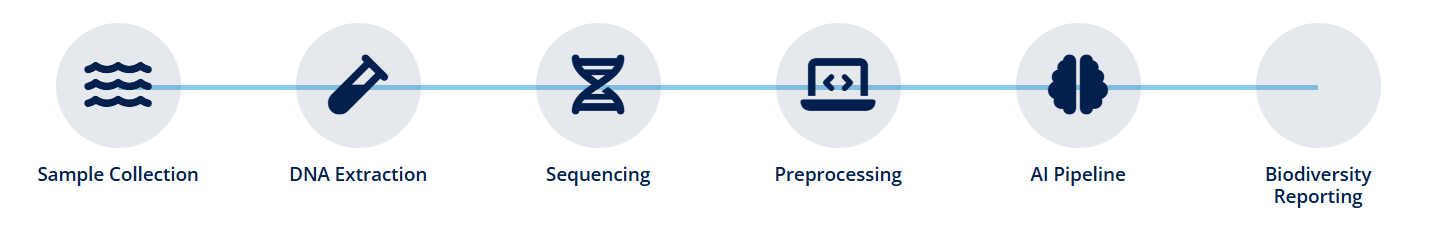 Sample Collection
DNA Extraction
Sequencing
Preprocessing
AI Pipeline
Biodiversity
Reporting